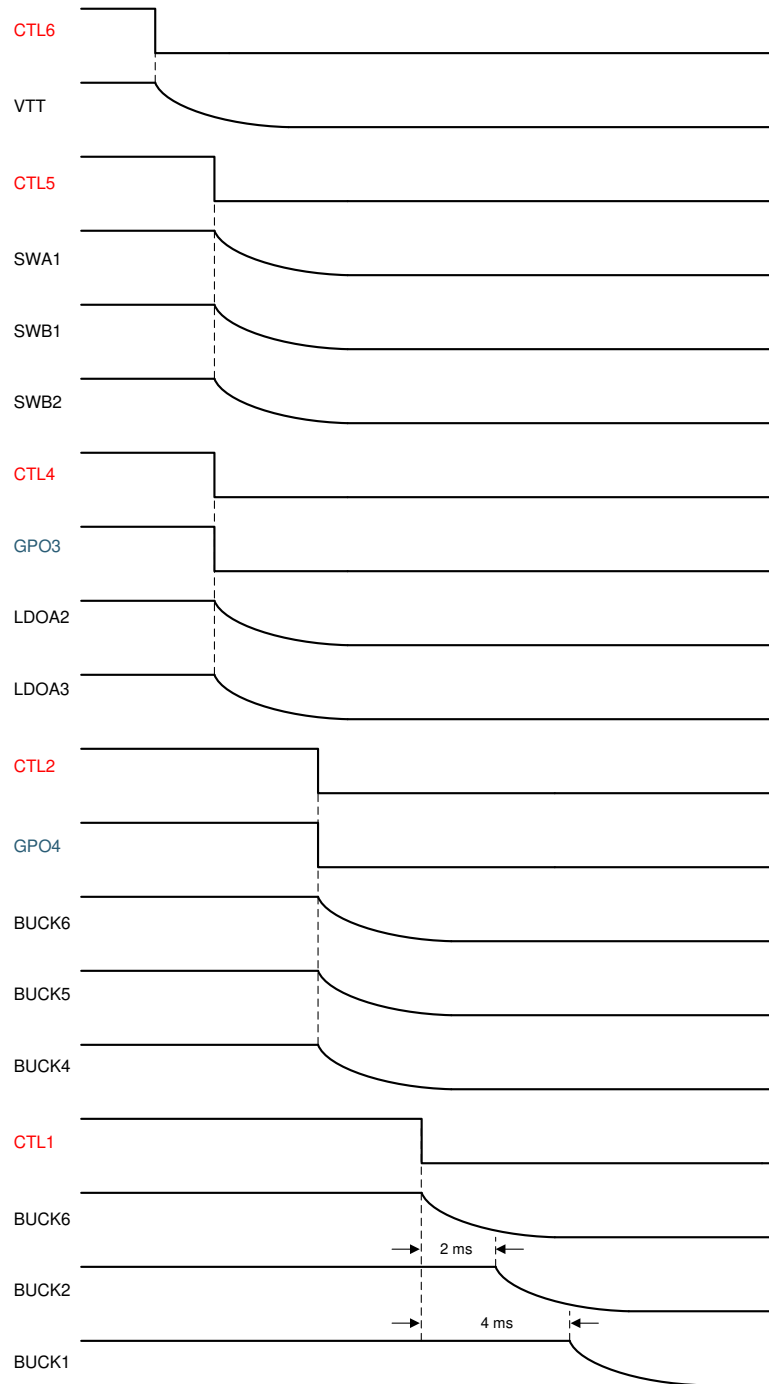 CTL6
VTT
CTL5
SWA1
SWB1
SWB2
CTL4
GPO3
LDOA2
LDOA3
CTL2
GPO4
BUCK6
BUCK5
BUCK4
CTL1
BUCK6
2 ms
BUCK2
4 ms
BUCK1